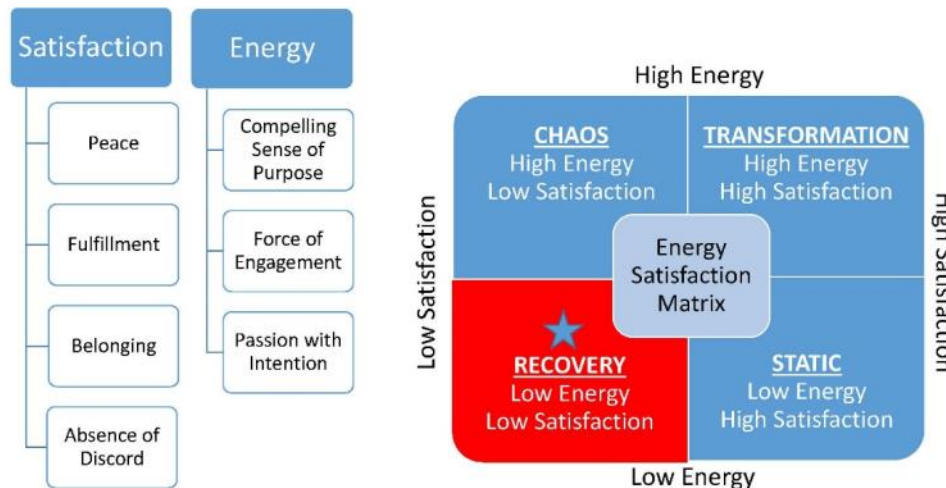 Satisfaction
Peace
Fulfillment
Belonging
Absence of
Discord
Energy
Compelling
Sense of
Purpose
Force of
Engagement
Passion with
Intention
High Energy
Low Satisfaction
CHAOS
High Energy
Low Satisfaction
TRANSFORMATION
High Energy
High Satisfaction
High Satisfaction
Energy
Satisfaction
Matrix
RECOVERY
Low Energy
Low Satisfaction
STATIC
Low Energy
High Satisfaction
Low Energy